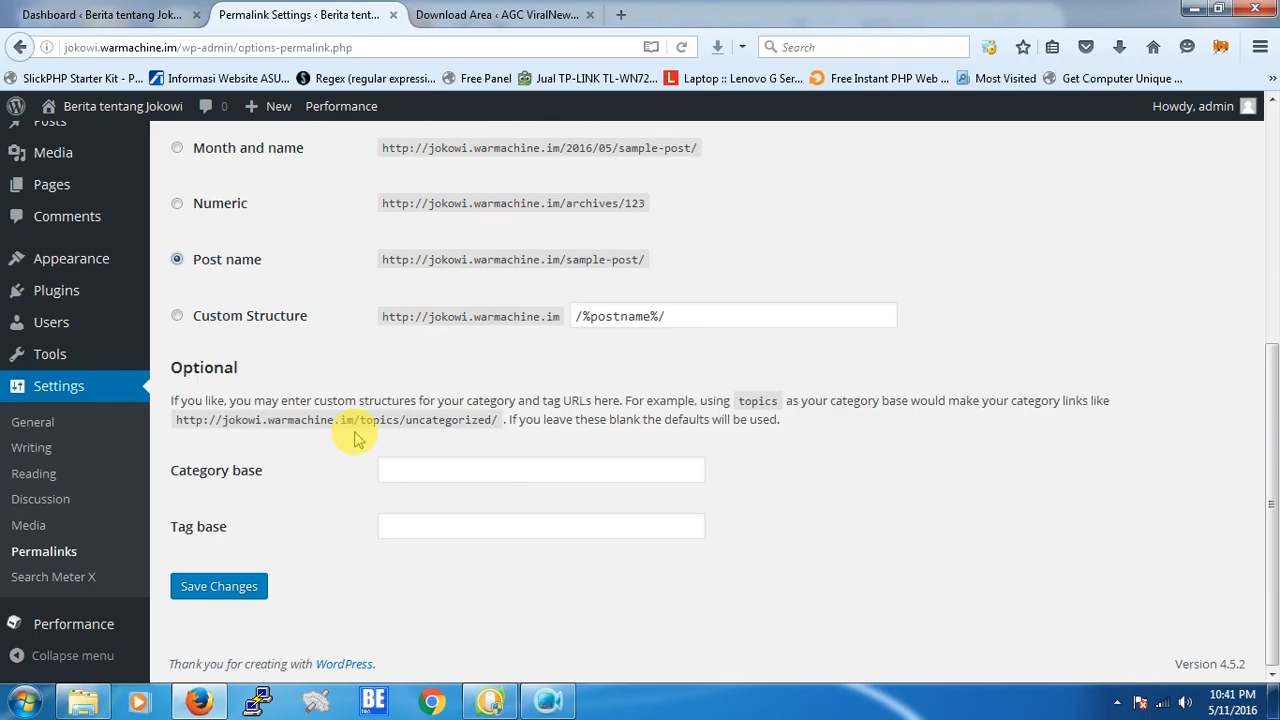 Dashboard ‹ Berita tentang Jok...
Permalink Settings ‹ Berita tent...
Download Area ‹ AGC ViralNew...
jokowi.warmachine.im/wp-admin/options-permalink.php
Search
SlickPHP Starter Kit - P...
Informasi Website ASU...
Regex (regular expressi...
Free Panel
Jual TP-LINK TL-WN72...
Laptop :: Lenovo G Ser...
Free Instant PHP Web ...
Most Visited
Get Computer Unique ...
Berita tentang Jokowi
0
New
Performance
Howdy, admin
Posts
Media
Pages
Comments
Appearance
Plugins
Users
Tools
Settings
General
Writing
Reading
Discussion
Media
Permalinks
Search Meter X
Performance
Collapse menu
Month and name http://jokowi.warmachine.im/2016/05/sample-post/
Numeric http://jokowi.warmachine.im/archives/123
Post name http://jokowi.warmachine.im/sample-post/
Custom Structure http://jokowi.warmachine.im /%postname%/
Optional
If you like, you may enter custom structures for your category and tag URLs here. For example, using topics as your category base would make your category links like
http://jokowi.warmachine.im/topics/uncategorized/ . If you leave these blank the defaults will be used.
Category base
Tag base
Save Changes
Thank you for creating with WordPress.
Version 4.5.2
BE
PRO
10:41 PM
5/11/2016